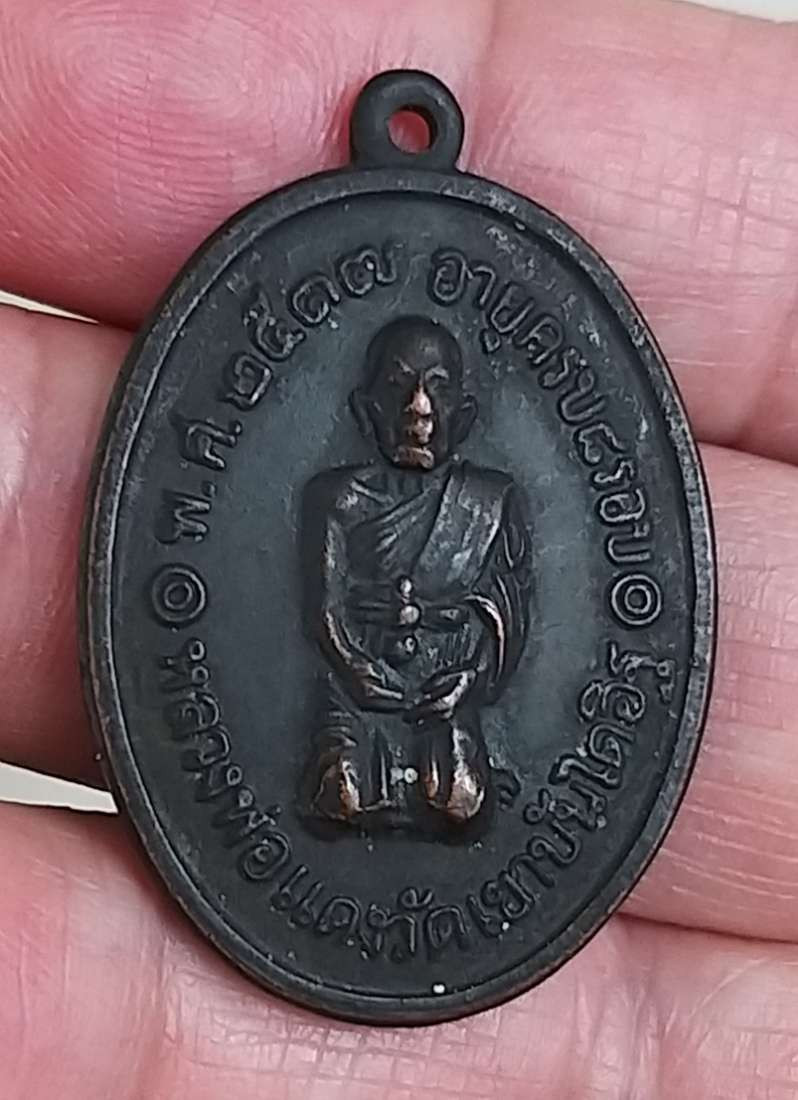 พ.ศ.๒๕๓๗ อายุครบ๘รอบ
หลวงพ่อแดงวัดเขาบันไดอิฐ